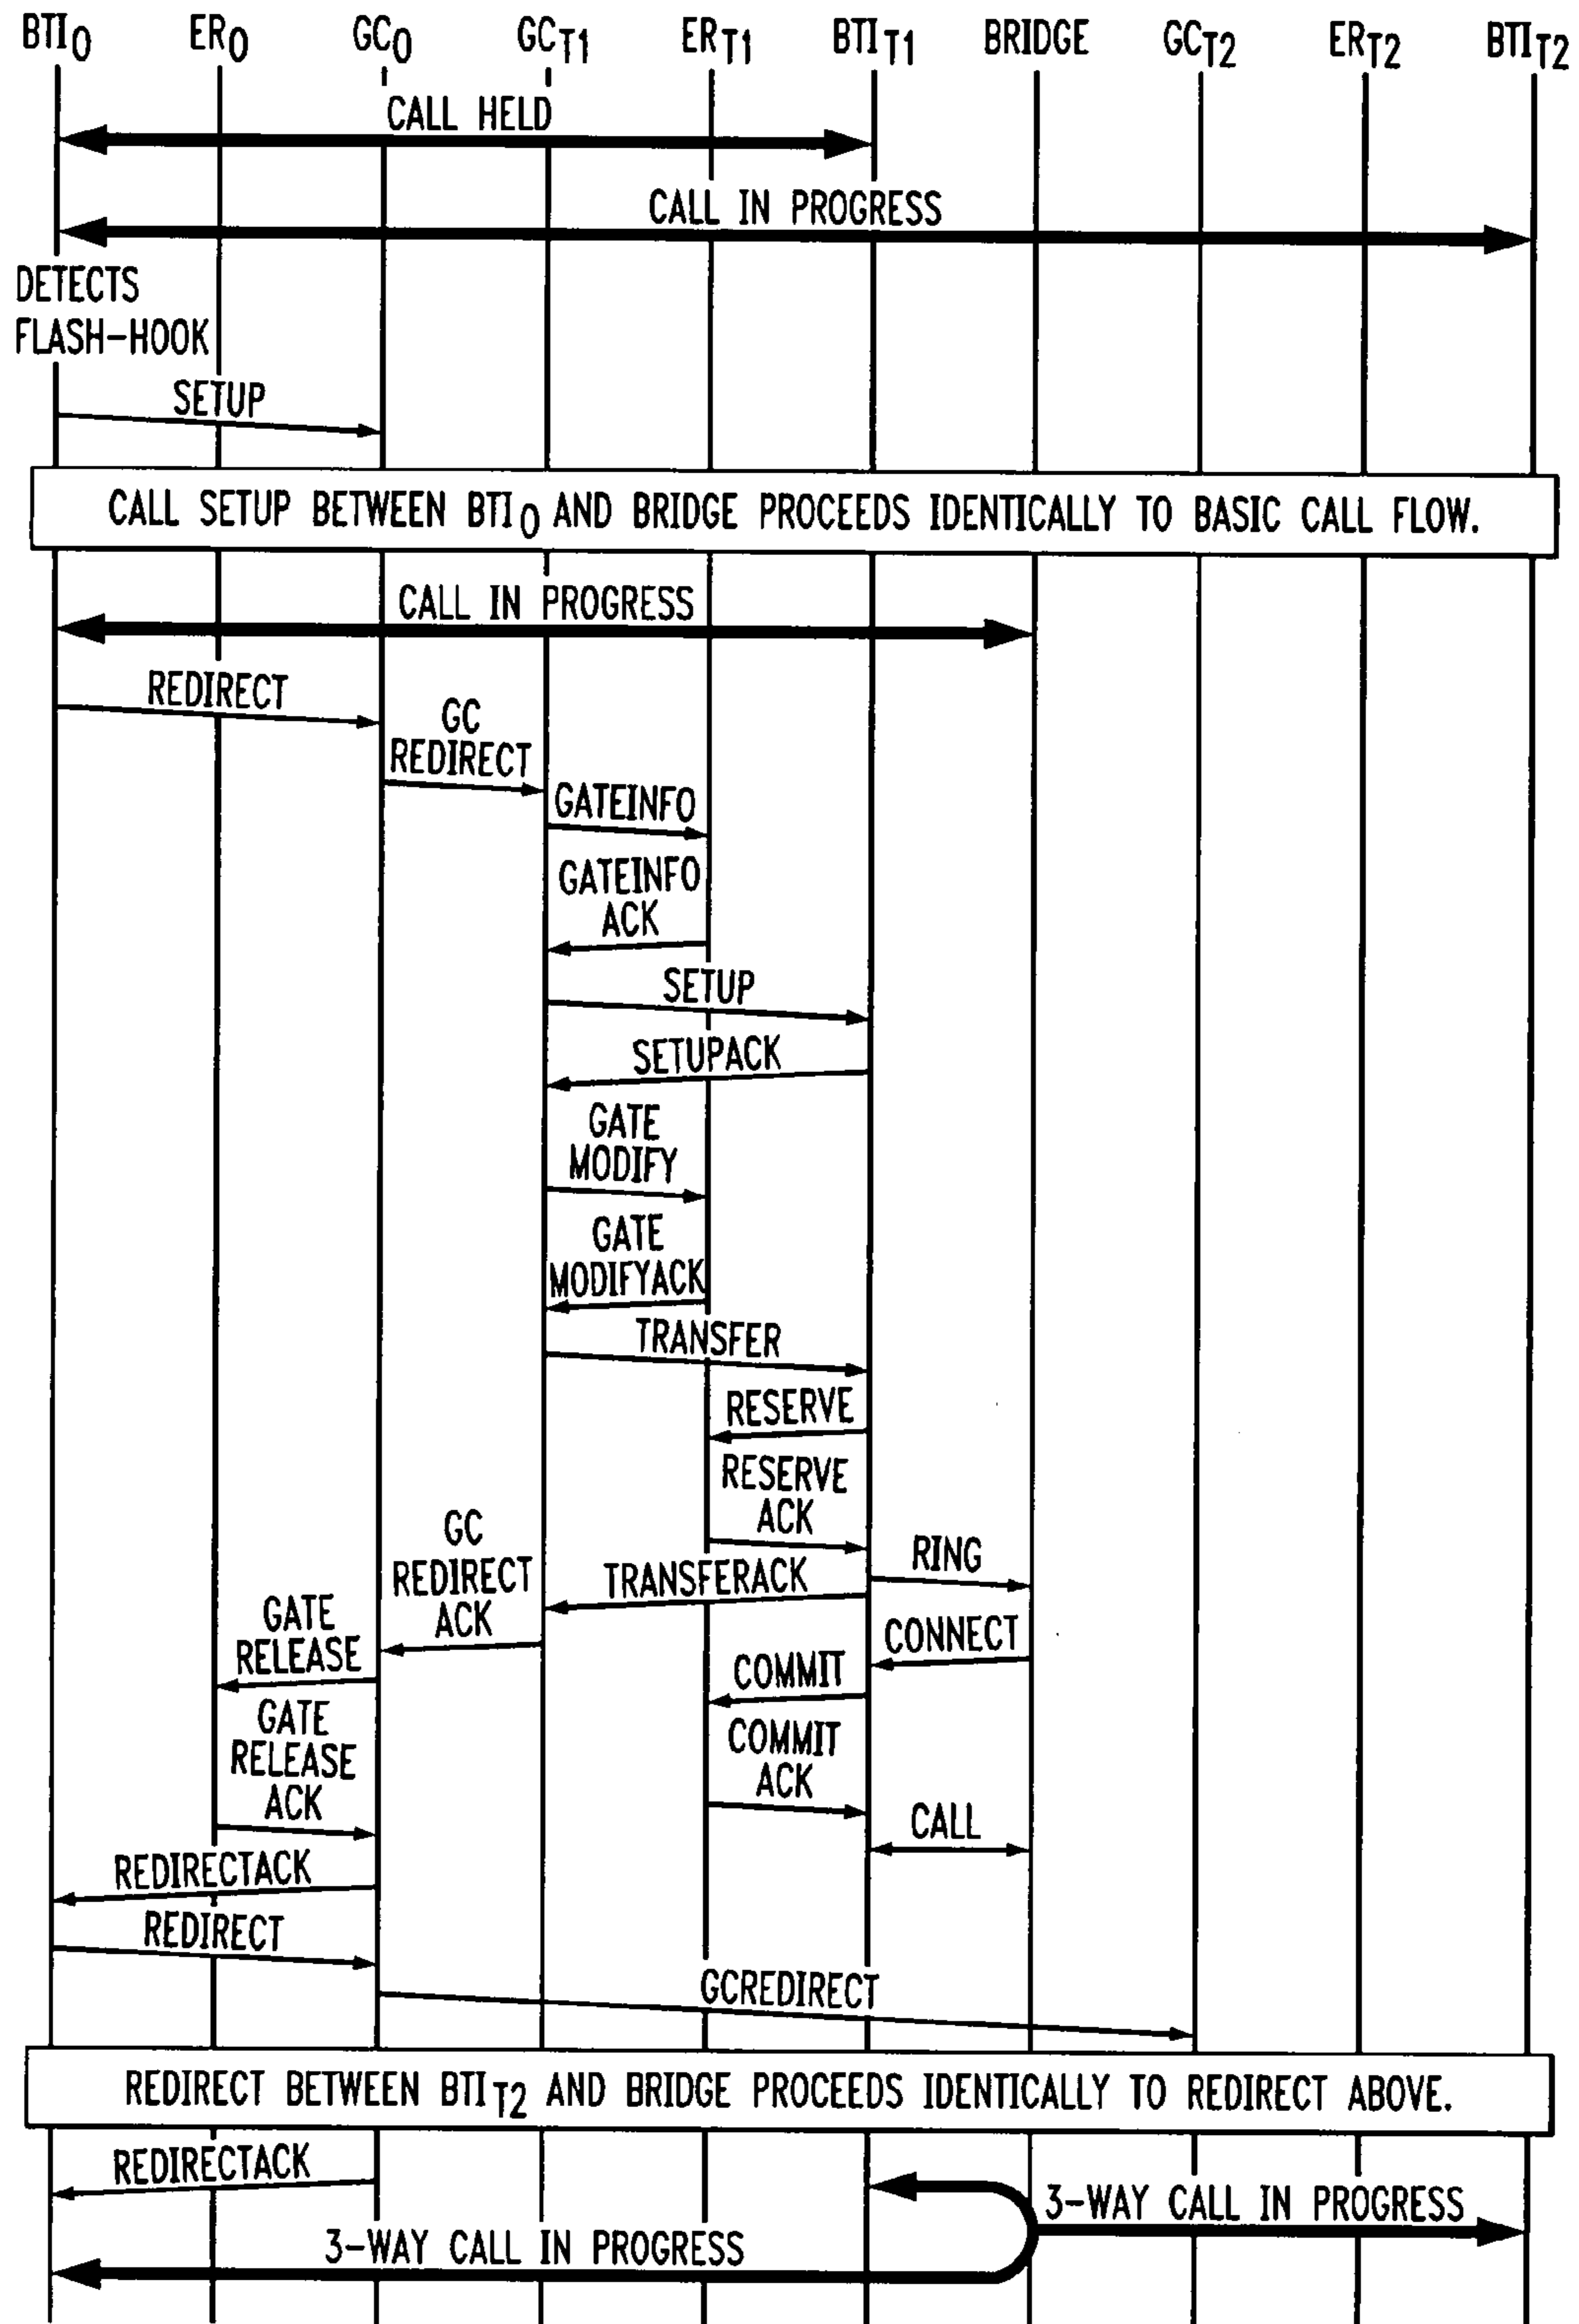 BTI0 ER0 GC0 GCT1 ERT1 BTIT1 BRIDGE GCT2 ERT2 BTIT2
CALL HELD
CALL IN PROGRESS
DETECTS
FLASH-HOOK
SETUP
CALL SETUP BETWEEN BTI0 AND BRIDGE PROCEEDS IDENTICALLY TO BASIC CALL FLOW.
CALL IN PROGRESS
REDIRECT
GC
REDIRECT
GATEINFO
GATEINFO
ACK
SETUP
SETUPACK
GATE
MODIFY
GATE
MODIFYACK
TRANSFER
RESERVE
RESERVE
ACK
RING
TRANSFERACK
GC
REDIRECT
ACK
CONNECT
GATE
RELEASE
COMMIT
GATE
RELEASE
ACK
COMMIT
ACK
CALL
REDIRECTACK
REDIRECT
GCREDIRECT
REDIRECT BETWEEN BTIT2 AND BRIDGE PROCEEDS IDENTICALLY TO REDIRECT ABOVE.
REDIRECTACK
3-WAY CALL IN PROGRESS
3-WAY CALL IN PROGRESS